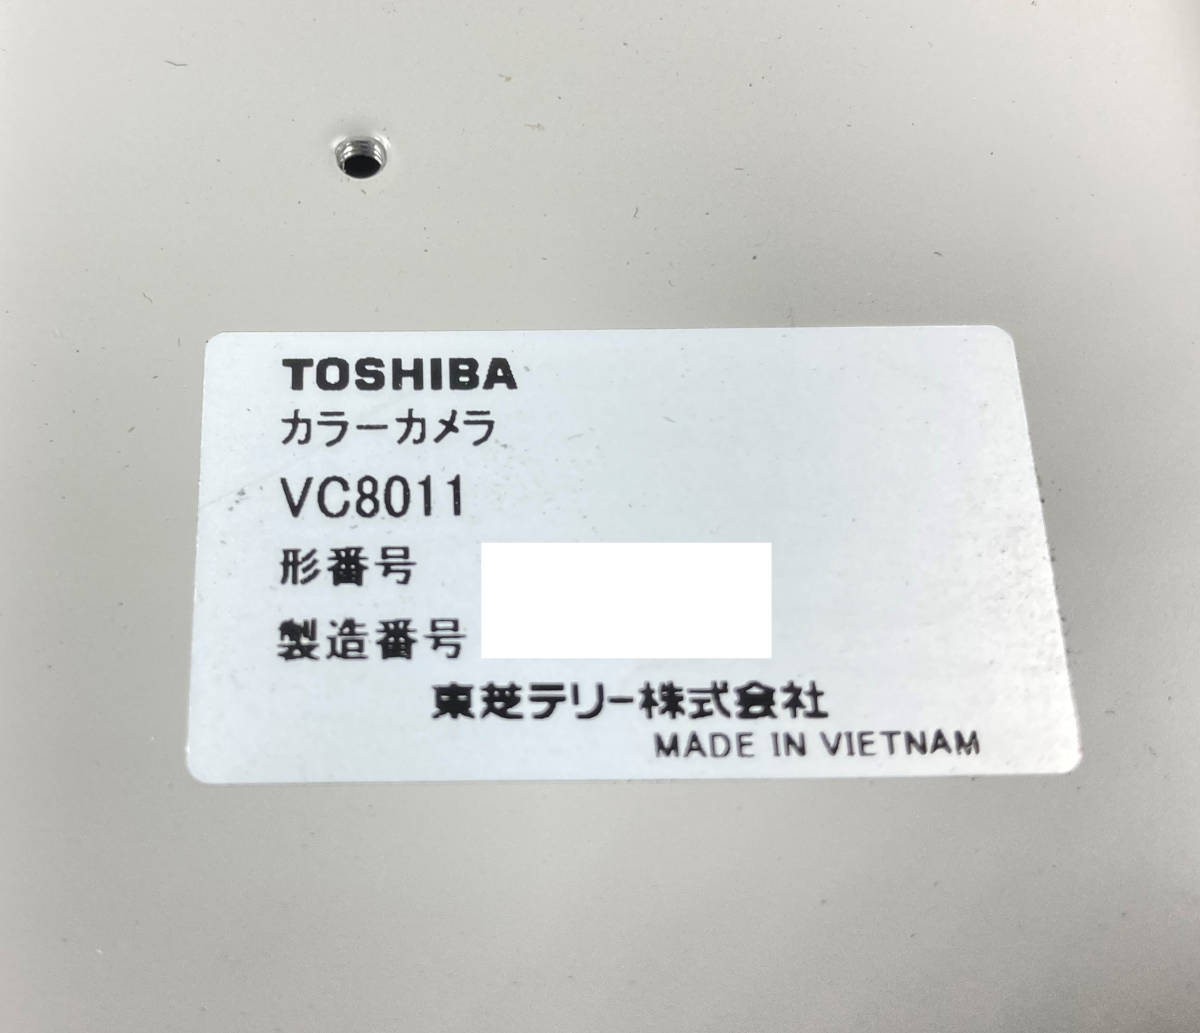 TOSHIBA
カラーカメラ
VC8011
形番号
製造番号
東芝テリー株式会社
MADE IN VIETNAM